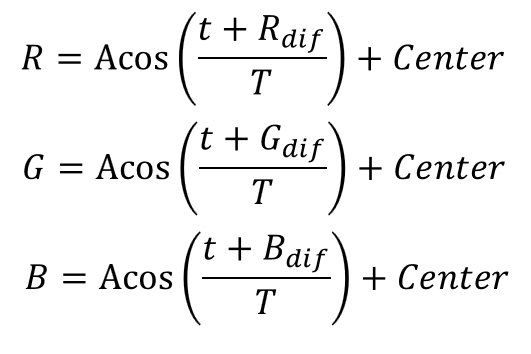 R = Acos((t + R_dif)/T) + Center
G = Acos((t + G_dif)/T) + Center
B = Acos((t + B_dif)/T) + Center